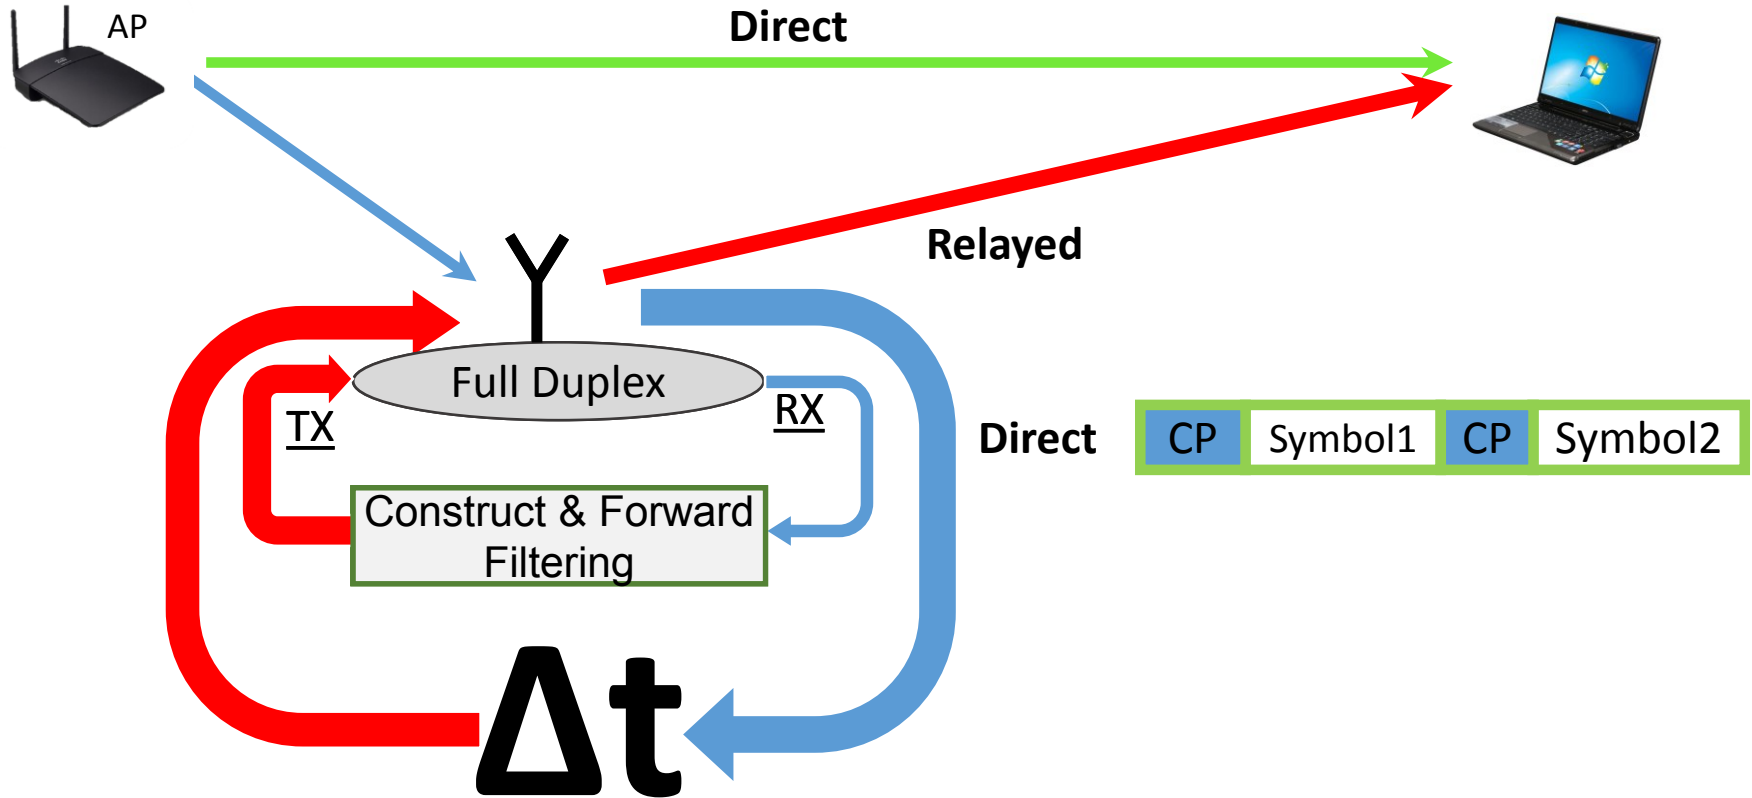 AP
Direct
Relayed
Full Duplex
TX
RX
Direct
CP
Symbol1
CP
Symbol2
Construct & Forward
Filtering
Δt